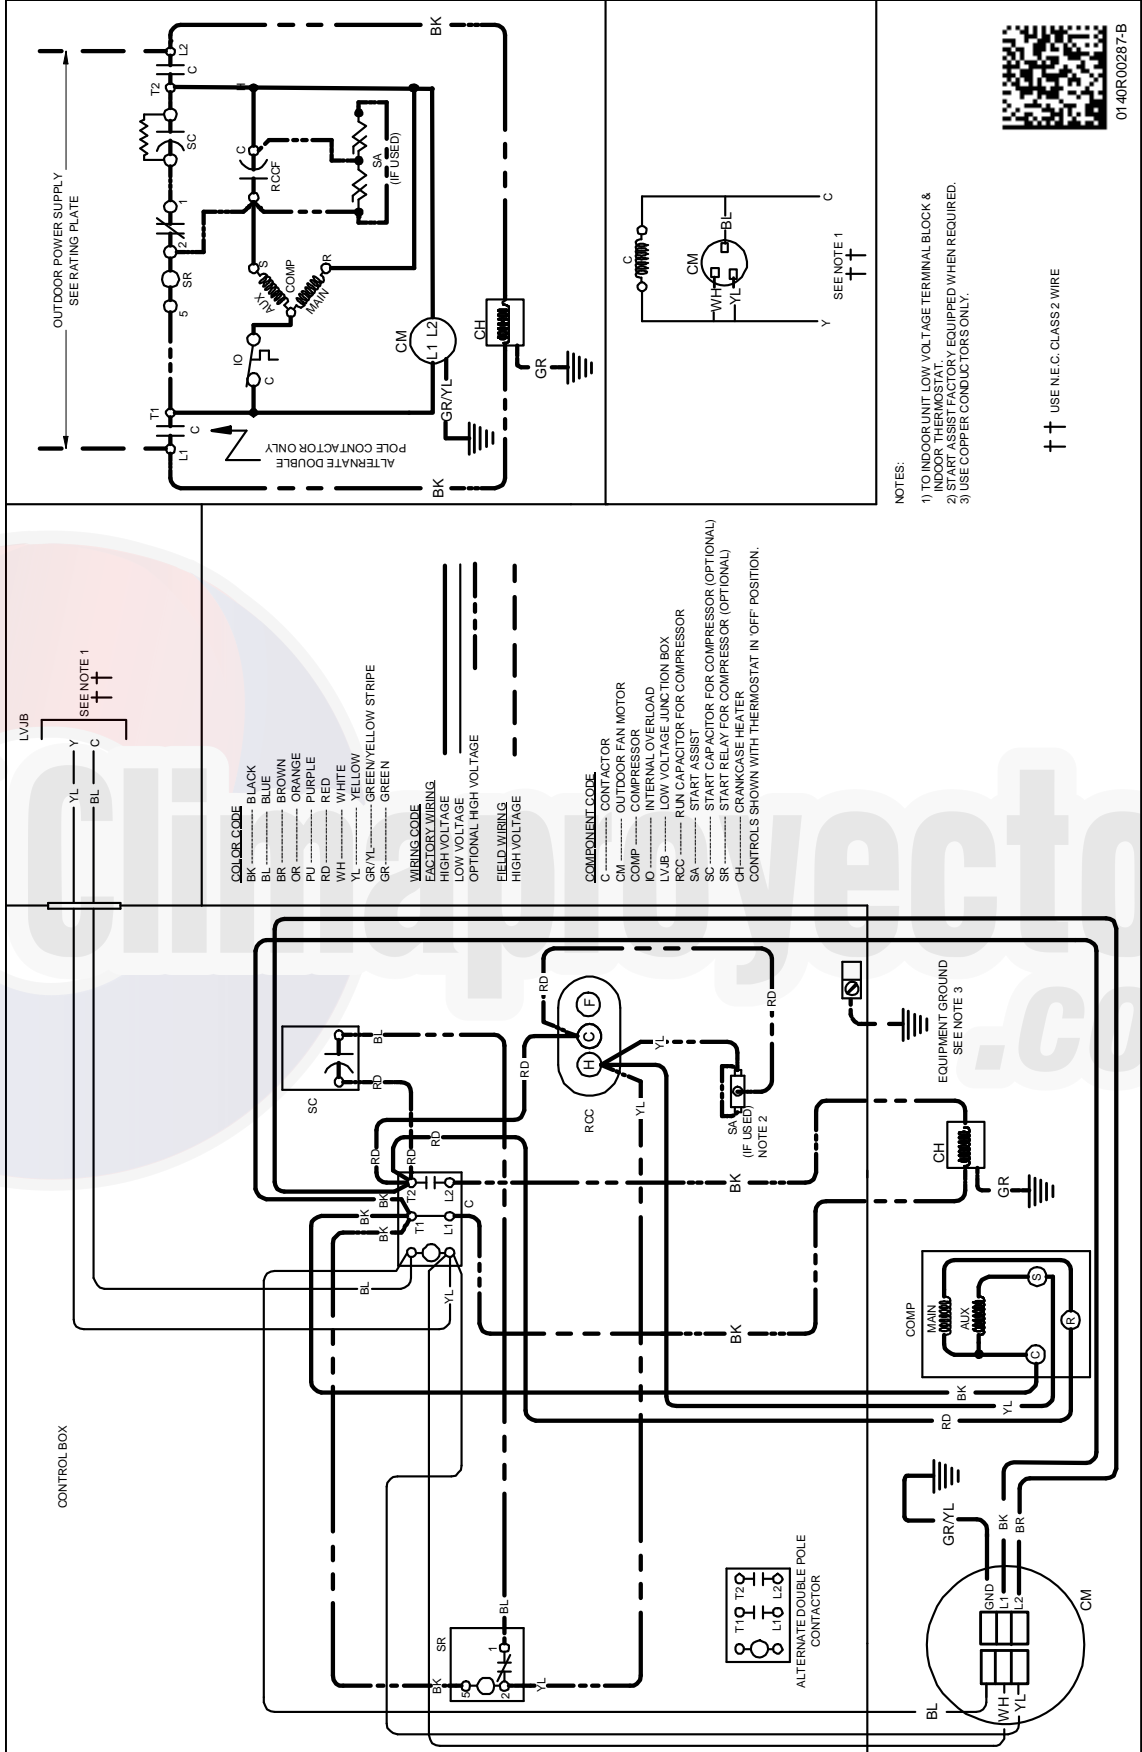 CONTROL BOX
LVJB
YL
Y
BL
C
SEE NOTE 1
SR
BK
5
2
1
BL
YL
SC
RD
BL
RD
RD
RD
BK
BK
BK
T2
T1
L2
L1
C
BL
YL
RD
RD
RCC
H
C
F
YL
YL
RD
SA
(IF USED)
NOTE 2
BK
BK
ALTERNATE DOUBLE POLE
CONTACTOR
T1
T2
L1
L2
EQUIPMENT GROUND
SEE NOTE 3
CH
GR
COMP
MAIN
AUX
C
S
R
BK
YL
RD
GR/YL
BK
BR
GND
L1
L2
CM
BL
WH
YL
COLOR CODE
BK BLACK
BL BLUE
BR BROWN
OR ORANGE
PU PURPLE
RD RED
WH WHITE
YL YELLOW
GR/YL GREEN/YELLOW STRIPE
GR GREEN
WIRING CODE
FACTORY WIRING
HIGH VOLTAGE
LOW VOLTAGE
OPTIONAL HIGH VOLTAGE
FIELD WIRING
HIGH VOLTAGE
COMPONENT CODE
C CONTACTOR
CM OUTDOOR FAN MOTOR
COMP COMPRESSOR
IO INTERNAL OVERLOAD
LVJB LOW VOLTAGE JUNCTION BOX
RCC RUN CAPACITOR FOR COMPRESSOR
SA START ASSIST
SC START CAPACITOR FOR COMPRESSOR (OPTIONAL)
SR START RELAY FOR COMPRESSOR (OPTIONAL)
CH CRANKCASE HEATER
CONTROLS SHOWN WITH THERMOSTAT IN 'OFF' POSITION.
OUTDOOR POWER SUPPLY
SEE RATING PLATE
L1
C
T1
5
SR
2
1
SC
T2
C
L2
BK
BK
ALTERNATE DOUBLE
POLE CONTACTOR ONLY
C
IO
AUX
S
COMP
MAIN
R
RCCF
C
H
SA
(IF USED)
CM
L1 L2
GR/YL
CH
GR
C
CM
WH
YL
BL
Y
C
SEE NOTE 1
NOTES:
1) TO INDOOR UNIT LOW VOLTAGE TERMINAL BLOCK &
INDOOR THERMOSTAT.
2) START ASSIST FACTORY EQUIPPED WHEN REQUIRED.
3) USE COPPER CONDUCTORS ONLY.
†† USE N.E.C. CLASS 2 WIRE
0140R00287-B
Climaproyecto
.co